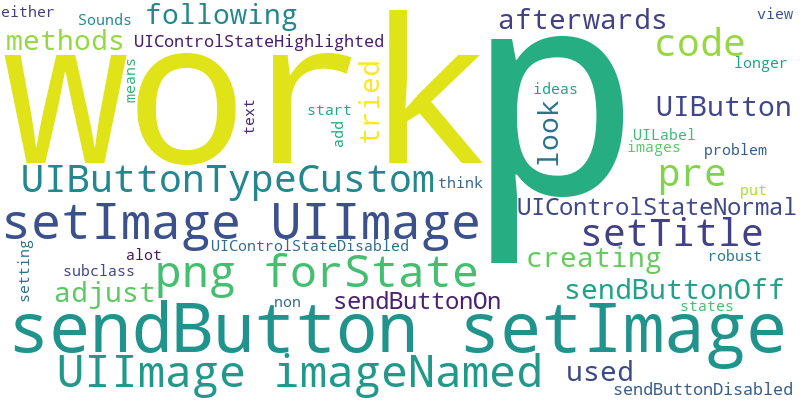 either
Sounds
following
afterwards
view
methods
UIControlStateHighlighted
code
longer
work
p
means
text
start
add
tried
ideas
look
UIButton
UILabel
images
problem
UIButtonTypeCustom
think
pre
put
setImage UIImage
UIControlStateNormal
setTitle
UIControlStateDisabled
setting
alot
subclass
png forState
creating
robust
adjust
non
sendButtonOn
sendButtonOff
states
sendButton setImage
UIImage imageNamed
used
sendButtonDisabled